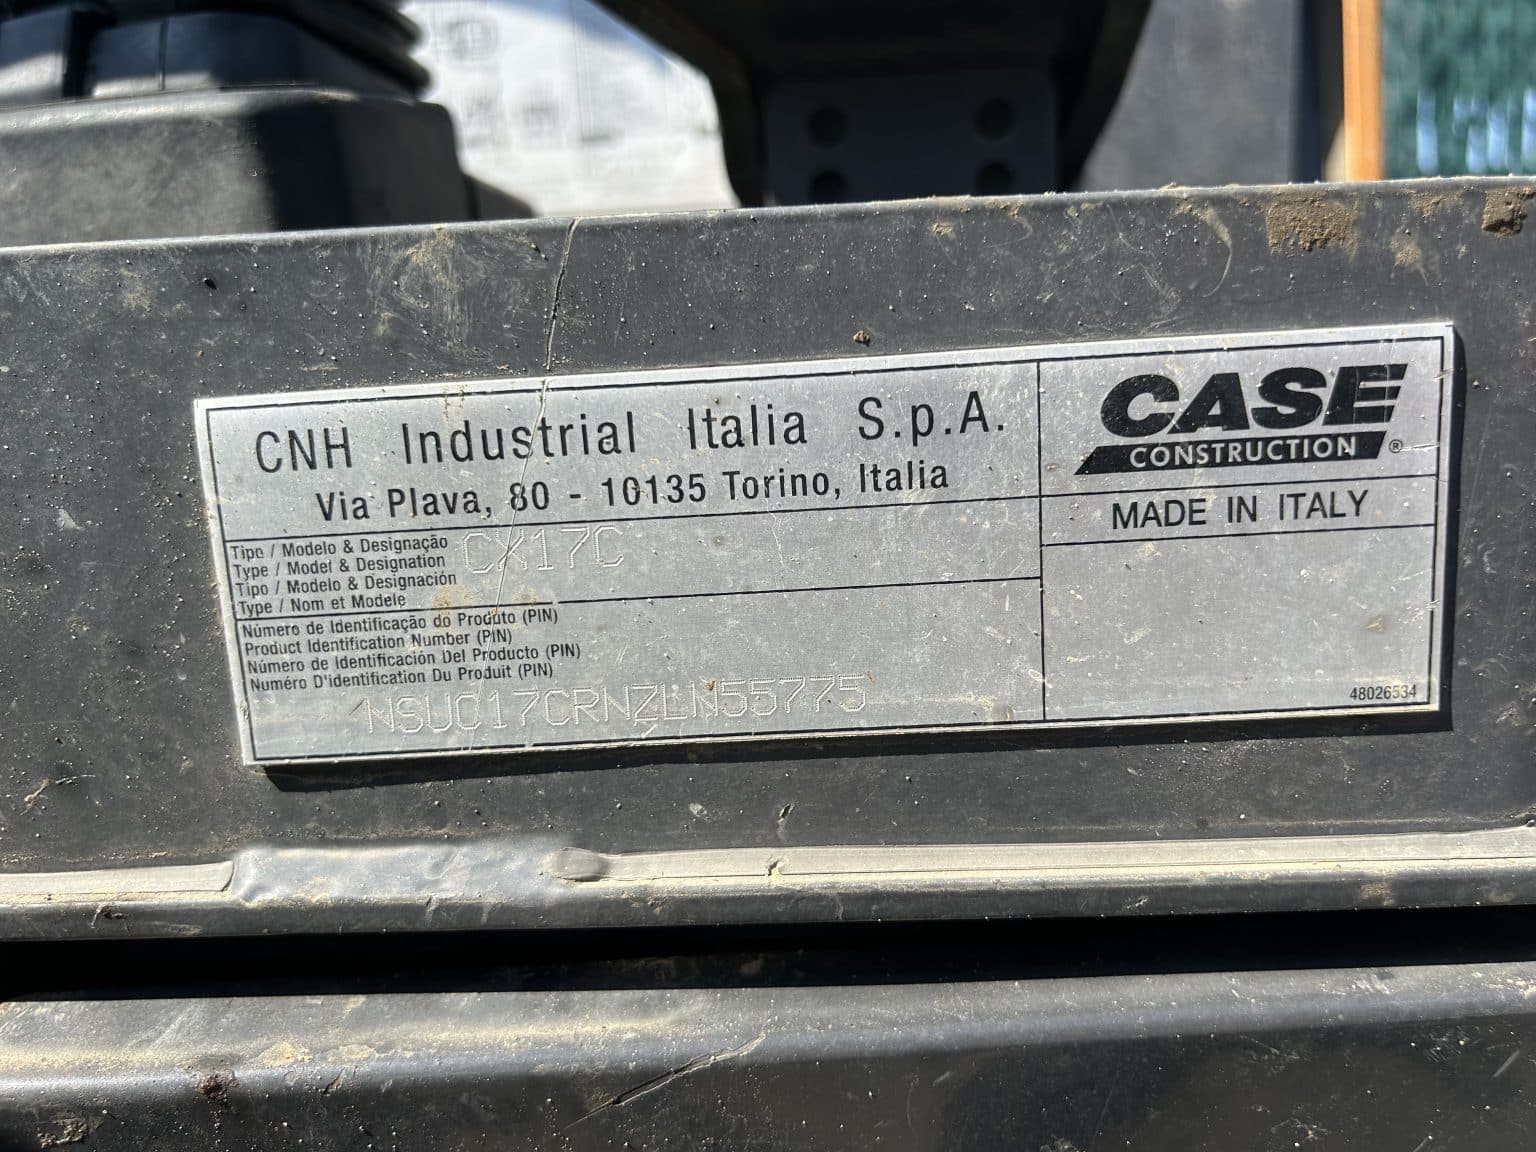 CNH Industrial Italia S.p.A.
Via Plava, 80 - 10135 Torino, Italia
CASE
CONSTRUCTION ®
MADE IN ITALY
Tipo / Modelo & Designação
Type / Model & Designation
Tipo / Modelo & Designación
Type / Nom et Modele
CX17C
Número de Identificação do Produto (PIN)
Product Identification Number (PIN)
Número de Identificación Del Producto (PIN)
Numéro D'identification Du Produit (PIN)
NSUC17CRNZLN55775
48026534